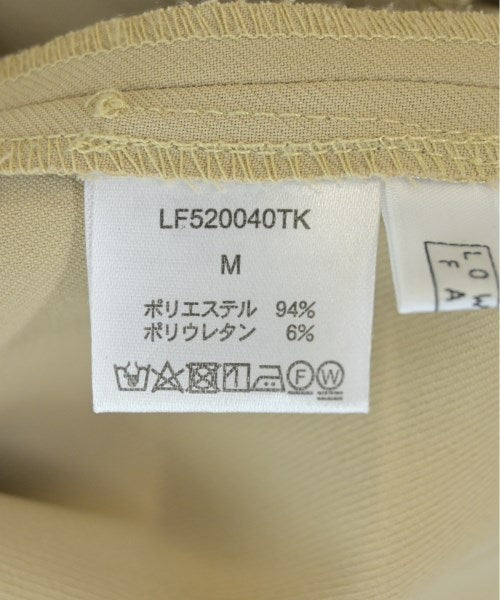 LF520040TK
M
ポリエステル 94%
ポリウレタン 6%
F W
L O W
F A